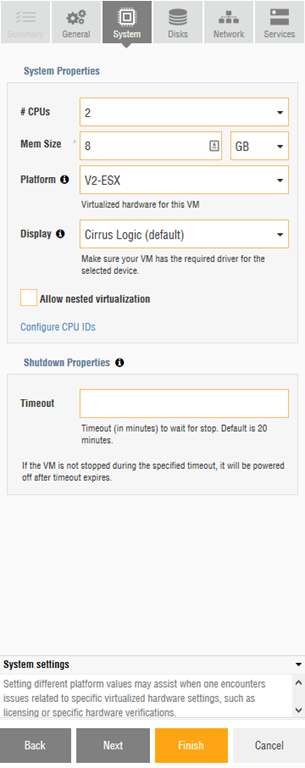 Summary
General
System
Disks
Network
Services
System Properties
# CPUs
2
Mem Size *
8
GB
Platform
V2-ESX
Virtualized hardware for this VM
Display
Cirrus Logic (default)
Make sure your VM has the required driver for the
selected device.
Allow nested virtualization
Configure CPU IDs
Shutdown Properties
Timeout
Timeout (in minutes) to wait for stop. Default is 20
minutes.
If the VM is not stopped during the specified timeout, it will be powered
off after timeout expires.
System settings
Setting different platform values may assist when one encounters
issues related to specific virtualized hardware settings, such as
licensing or specific hardware verifications.
Back
Next
Finish
Cancel